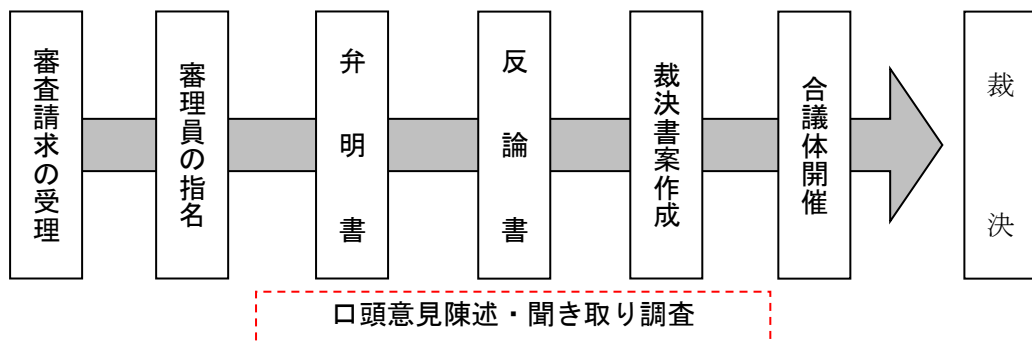 審査請求の受理
審理員の指名
弁明書
反論書
裁決書案作成
合議体開催
裁決
口頭意見陳述・聞き取り調査